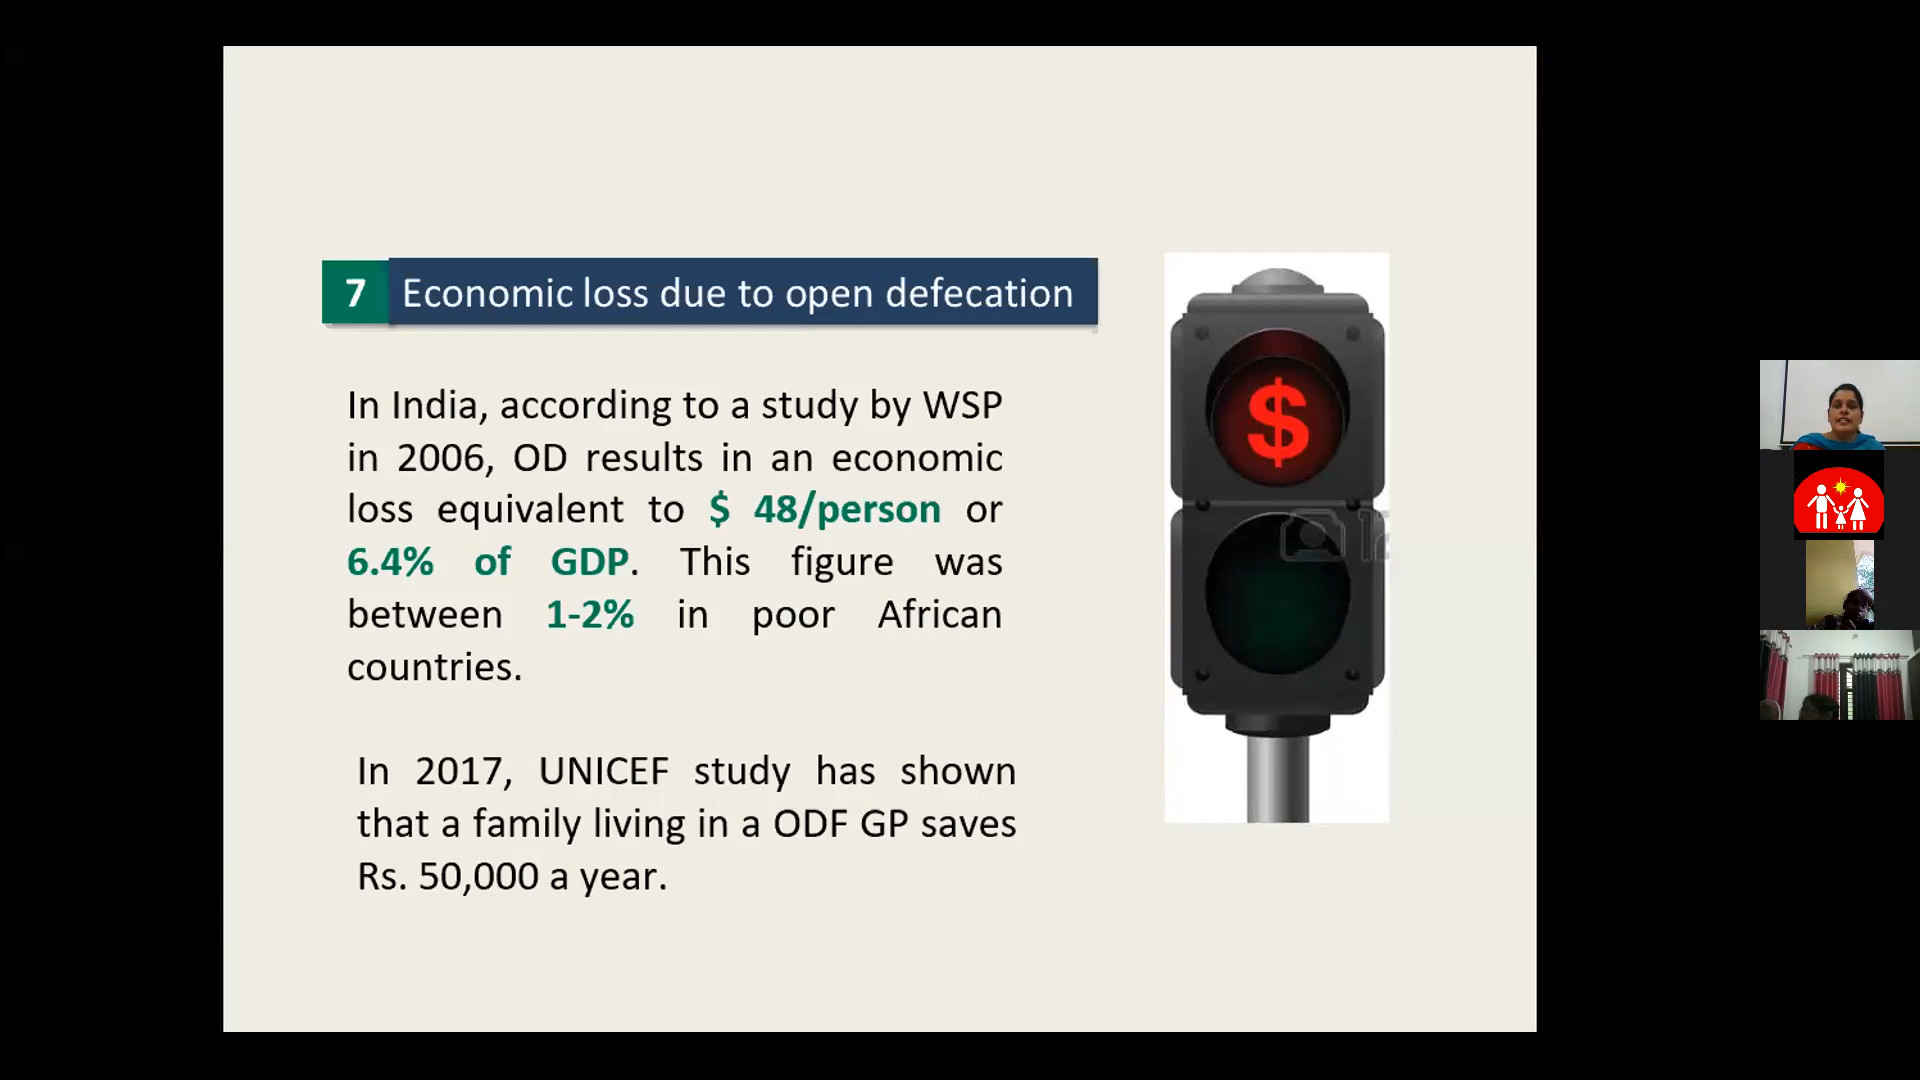 7 Economic loss due to open defecation
In India, according to a study by WSP
in 2006, OD results in an economic
loss equivalent to $ 48/person or
6.4% of GDP. This figure was
between 1-2% in poor African
countries.
In 2017, UNICEF study has shown
that a family living in a ODF GP saves
Rs. 50,000 a year.
$